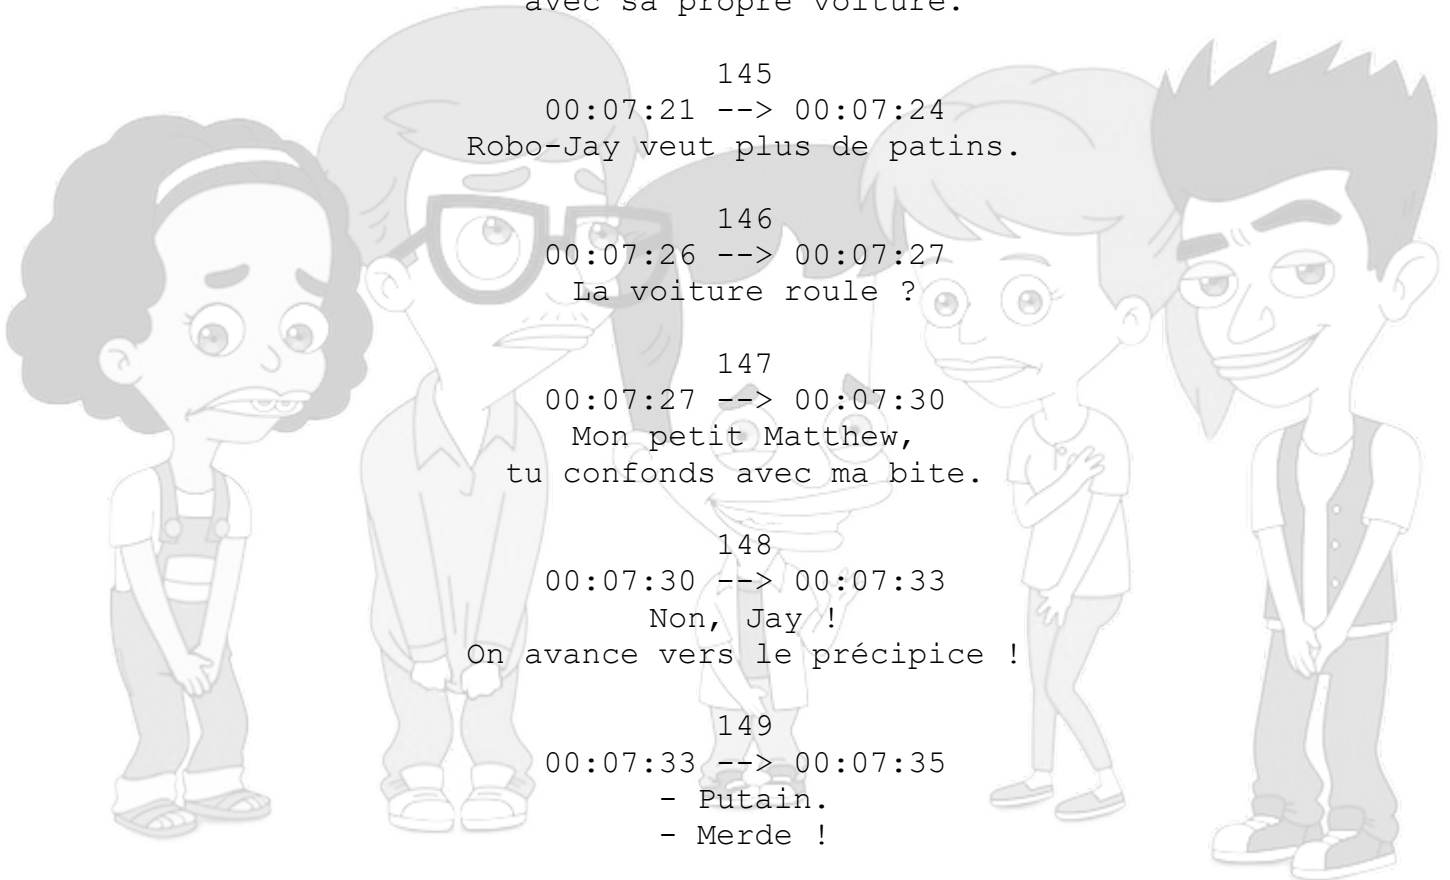 avec sa propre voiture.
145
00:07:21 --> 00:07:24
Robo-Jay veut plus de patins.
146
00:07:26 --> 00:07:27
La voiture roule ?
147
00:07:27 --> 00:07:30
Mon petit Matthew,
tu confonds avec ma bite.
148
00:07:30 --> 00:07:33
Non, Jay !
On avance vers le précipice !
149
00:07:33 --> 00:07:35
- Putain.
- Merde !